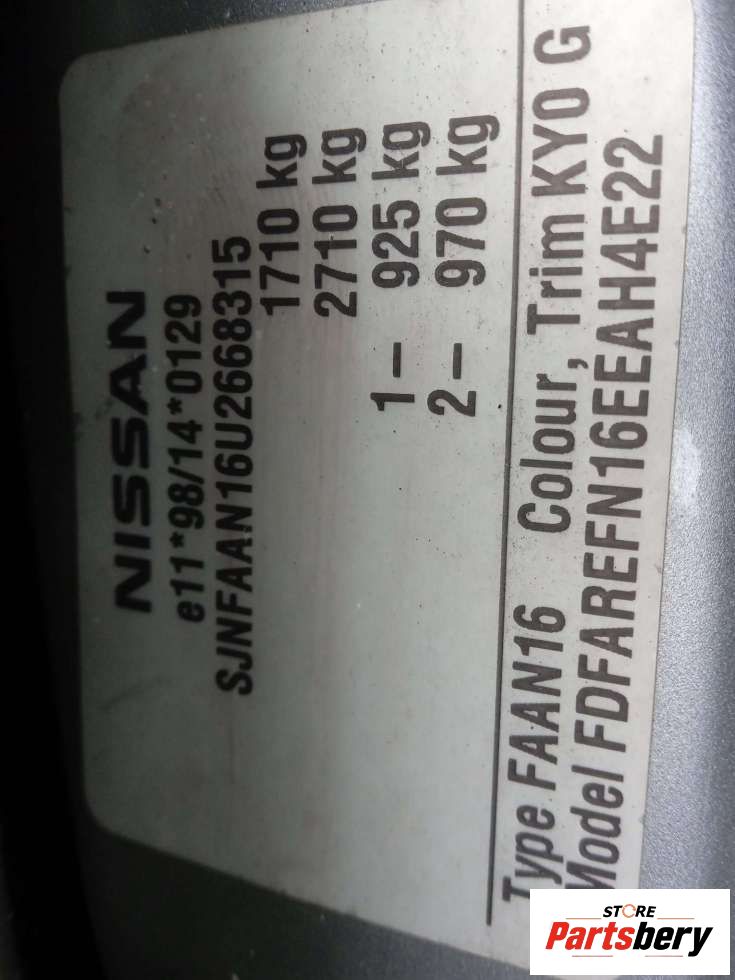 NISSAN
e11*98/14*0129
SJNFAAN16U2668315
1710 kg
2710 kg
1– 925 kg
2– 970 kg
Type FAAN16 Colour, Trim KY0 G
Model FDFAREFN16EEAH4E22
STORE
Partsbery